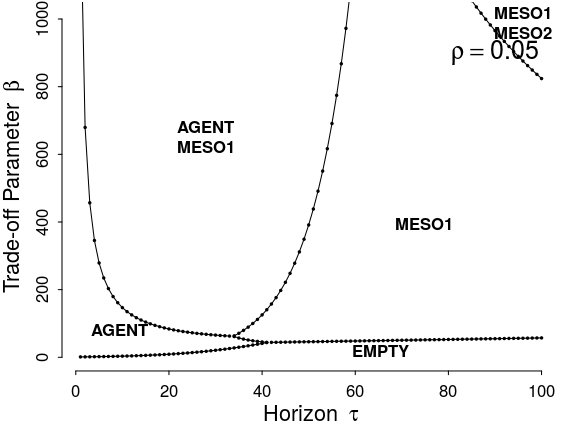 MESO1
MESO2
ρ = 0.05
AGENT
MESO1
MESO1
AGENT
EMPTY
Trade-off Parameter β
0
200
400
600
800
1000
0
20
40
60
80
100
Horizon τ